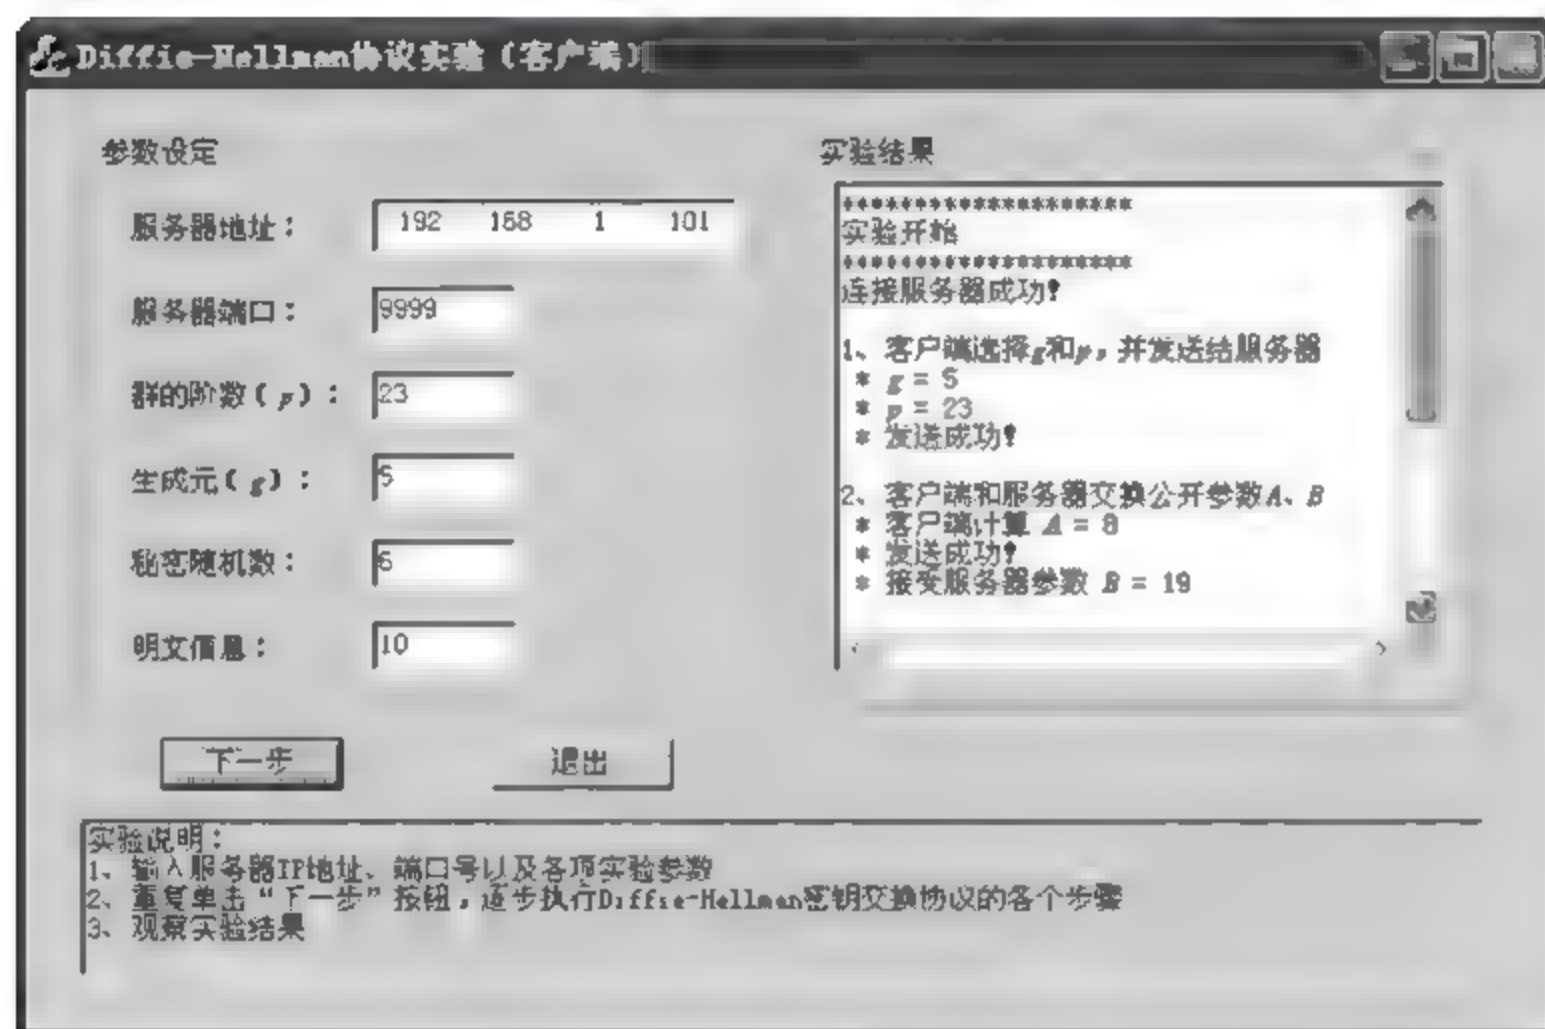 Diffie-Hellman协议实验(客户端)
参数设定
服务器地址: 192 168 1 101
服务器端口: 9999
群的阶数(p): 23
生成元(g): 5
秘密随机数: 6
明文信息: 10
下一步 退出
实验结果
********************
实验开始
********************
连接服务器成功!
1、客户端选择g和p,并发送给服务器
* g = 5
* p = 23
* 发送成功!
2、客户端和服务器交换公开参数A、B
* 客户端计算 A = 8
* 发送成功!
* 接受服务器参数 B = 19
实验说明:
1、输入服务器IP地址、端口号以及各项实验参数
2、重复单击“下一步”按钮,逐步执行Diffie-Hellman密钥交换协议的各个步骤
3、观察实验结果